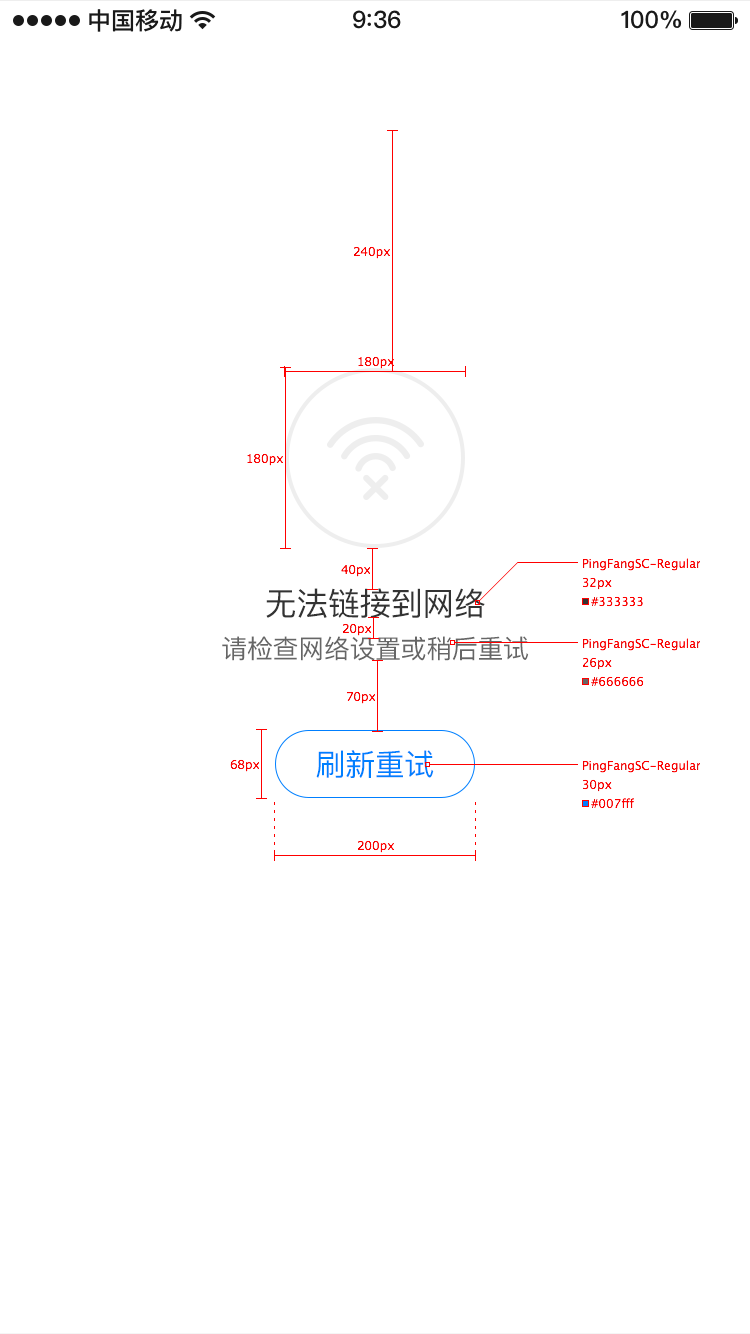 中国移动 9:36 100%
240px
180px
180px
40px
PingFangSC-Regular
32px
#333333
无法链接到网络
20px
请检查网络设置或稍后重试
PingFangSC-Regular
26px
#666666
70px
68px
刷新重试
PingFangSC-Regular
30px
#007fff
200px